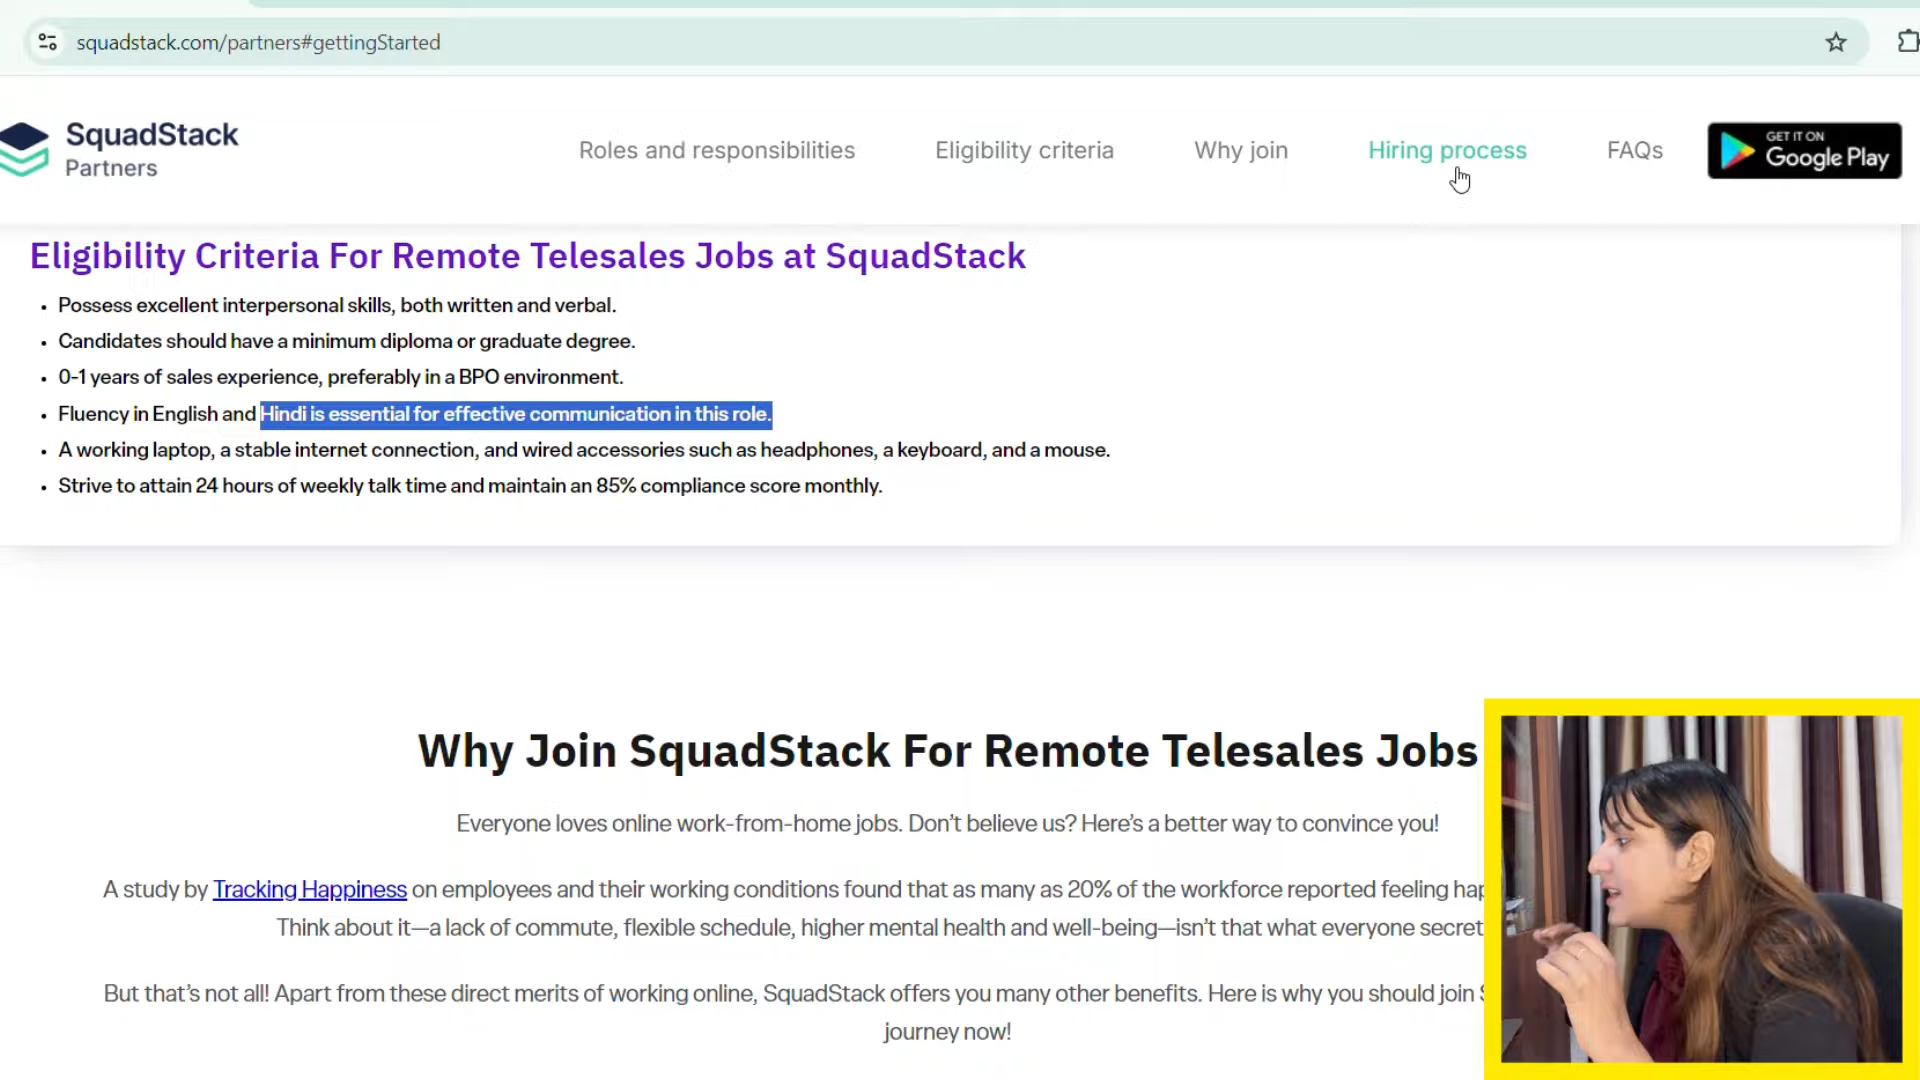 squadstack.com/partners#gettingStarted
SquadStack
Partners
Roles and responsibilities
Eligibility criteria
Why join
Hiring process
FAQs
GET IT ON
Google Play
Eligibility Criteria For Remote Telesales Jobs at SquadStack
• Possess excellent interpersonal skills, both written and verbal.
• Candidates should have a minimum diploma or graduate degree.
• 0-1 years of sales experience, preferably in a BPO environment.
• Fluency in English and Hindi is essential for effective communication in this role.
• A working laptop, a stable internet connection, and wired accessories such as headphones, a keyboard, and a mouse.
• Strive to attain 24 hours of weekly talk time and maintain an 85% compliance score monthly.
Why Join SquadStack For Remote Telesales Jobs
Everyone loves online work-from-home jobs. Don’t believe us? Here’s a better way to convince you!
A study by Tracking Happiness on employees and their working conditions found that as many as 20% of the workforce reported feeling hap
Think about it—a lack of commute, flexible schedule, higher mental health and well-being—isn’t that what everyone secret
But that’s not all! Apart from these direct merits of working online, SquadStack offers you many other benefits. Here is why you should join
journey now!